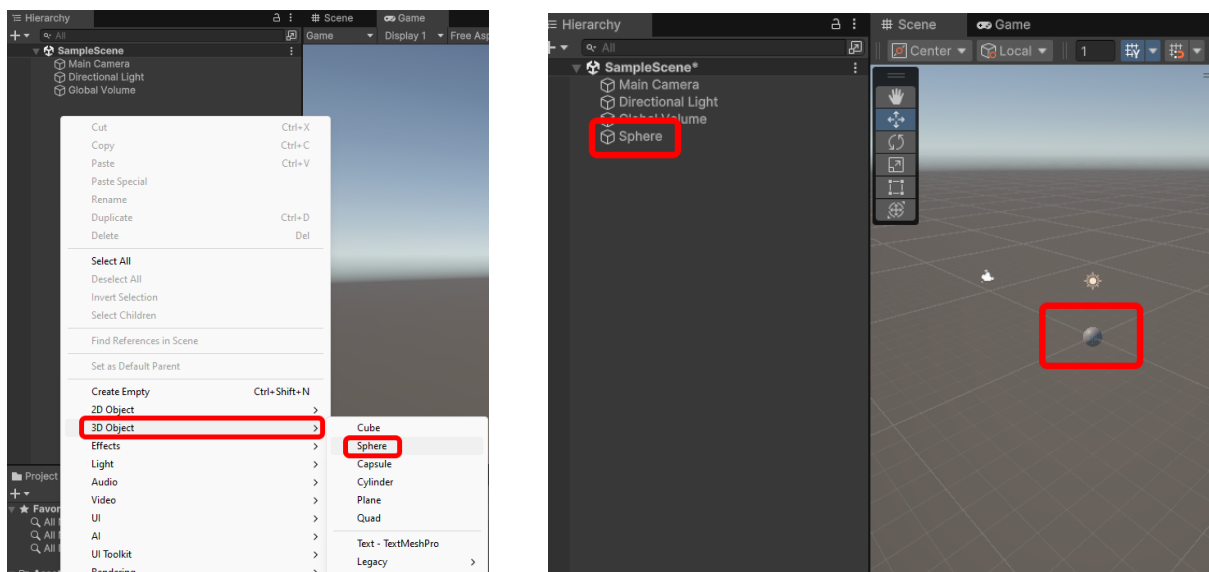 Hierarchy
All
SampleScene
Main Camera
Directional Light
Global Volume
Scene
Game
Game
Display 1
Free Asp
Cut Ctrl+X
Copy Ctrl+C
Paste Ctrl+V
Paste Special
Rename
Duplicate Ctrl+D
Delete Del
Select All
Deselect All
Invert Selection
Select Children
Find References in Scene
Set as Default Parent
Create Empty Ctrl+Shift+N
2D Object
3D Object
Effects
Light
Audio
Video
UI
AI
UI Toolkit
Rendering
Cube
Sphere
Capsule
Cylinder
Plane
Quad
Text - TextMeshPro
Legacy
Project
Favor
All
All
All
Hierarchy
All
SampleScene*
Main Camera
Directional Light
Global Volume
Sphere
Scene
Game
Center
Local
1